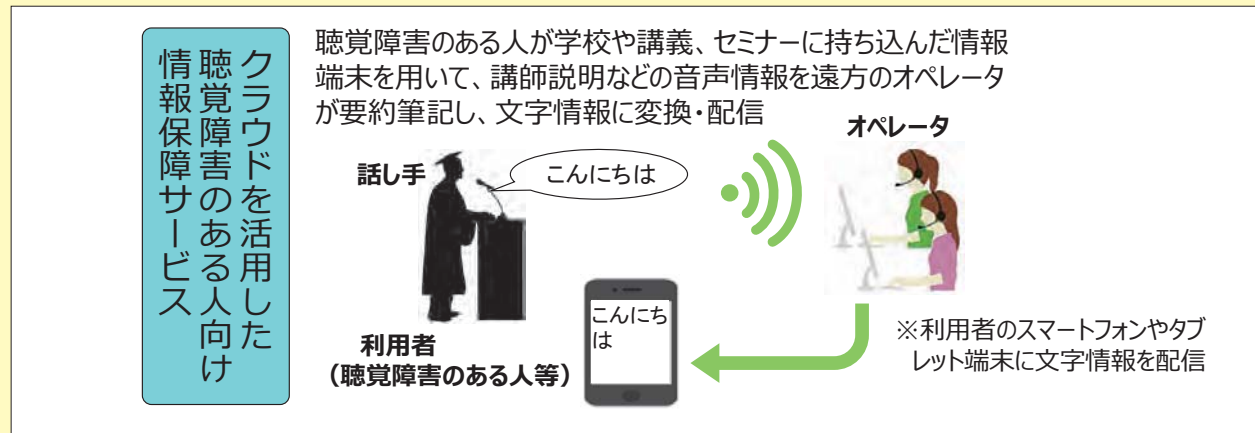 クラウドを活用した
聴覚障害のある人向け
情報保障サービス
聴覚障害のある人が学校や講義、セミナーに持ち込んだ情報
端末を用いて、講師説明などの音声情報を遠方のオペレータ
が要約筆記し、文字情報に変換・配信
オペレータ
話し手
こんにちは
こんにち
は
利用者
（聴覚障害のある人等）
※利用者のスマートフォンやタブ
レット端末に文字情報を配信